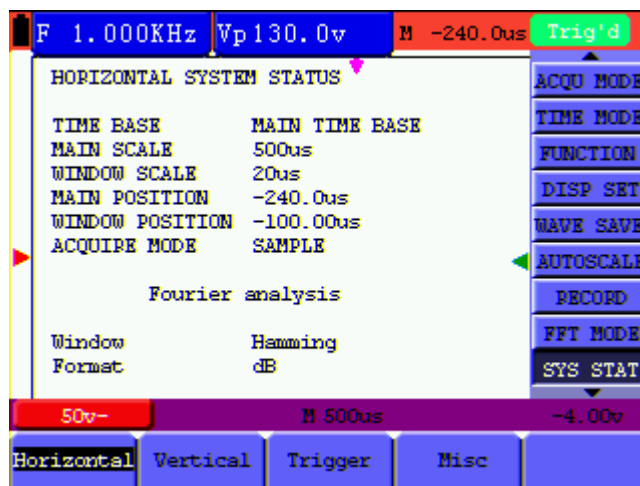 F 1.000KHz Vp130.0v M -240.0us Trig'd
HORIZONTAL SYSTEM STATUS
TIME BASE MAIN TIME BASE
MAIN SCALE 500us
WINDOW SCALE 20us
MAIN POSITION -240.0us
WINDOW POSITION -100.00us
ACQUIRE MODE SAMPLE
Fourier analysis
Window Hamming
Format dB
ACQU MODE
TIME MODE
FUNCTION
DISP SET
WAVE SAVE
AUTOSCALE
RECORD
FFT MODE
SYS STAT
50v- M 500us -4.00v
Horizontal Vertical Trigger Misc